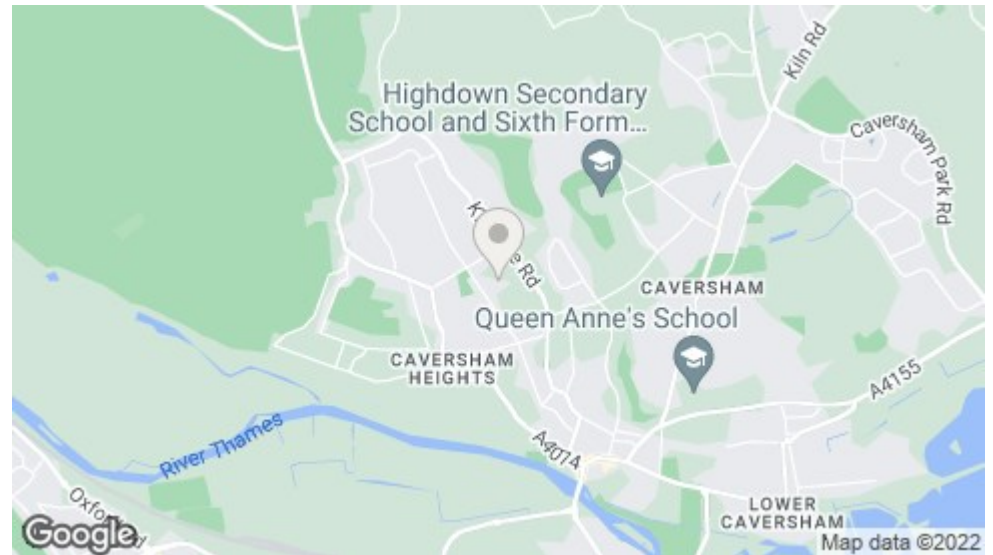 Kiln Rd
Highdown Secondary
School and Sixth Form...
Caversham Park Rd
CAVERSHAM
Queen Anne's School
CAVERSHAM
HEIGHTS
A4155
River Thames
A4074
LOWER
CAVERSHAM
Google
Map data ©2022